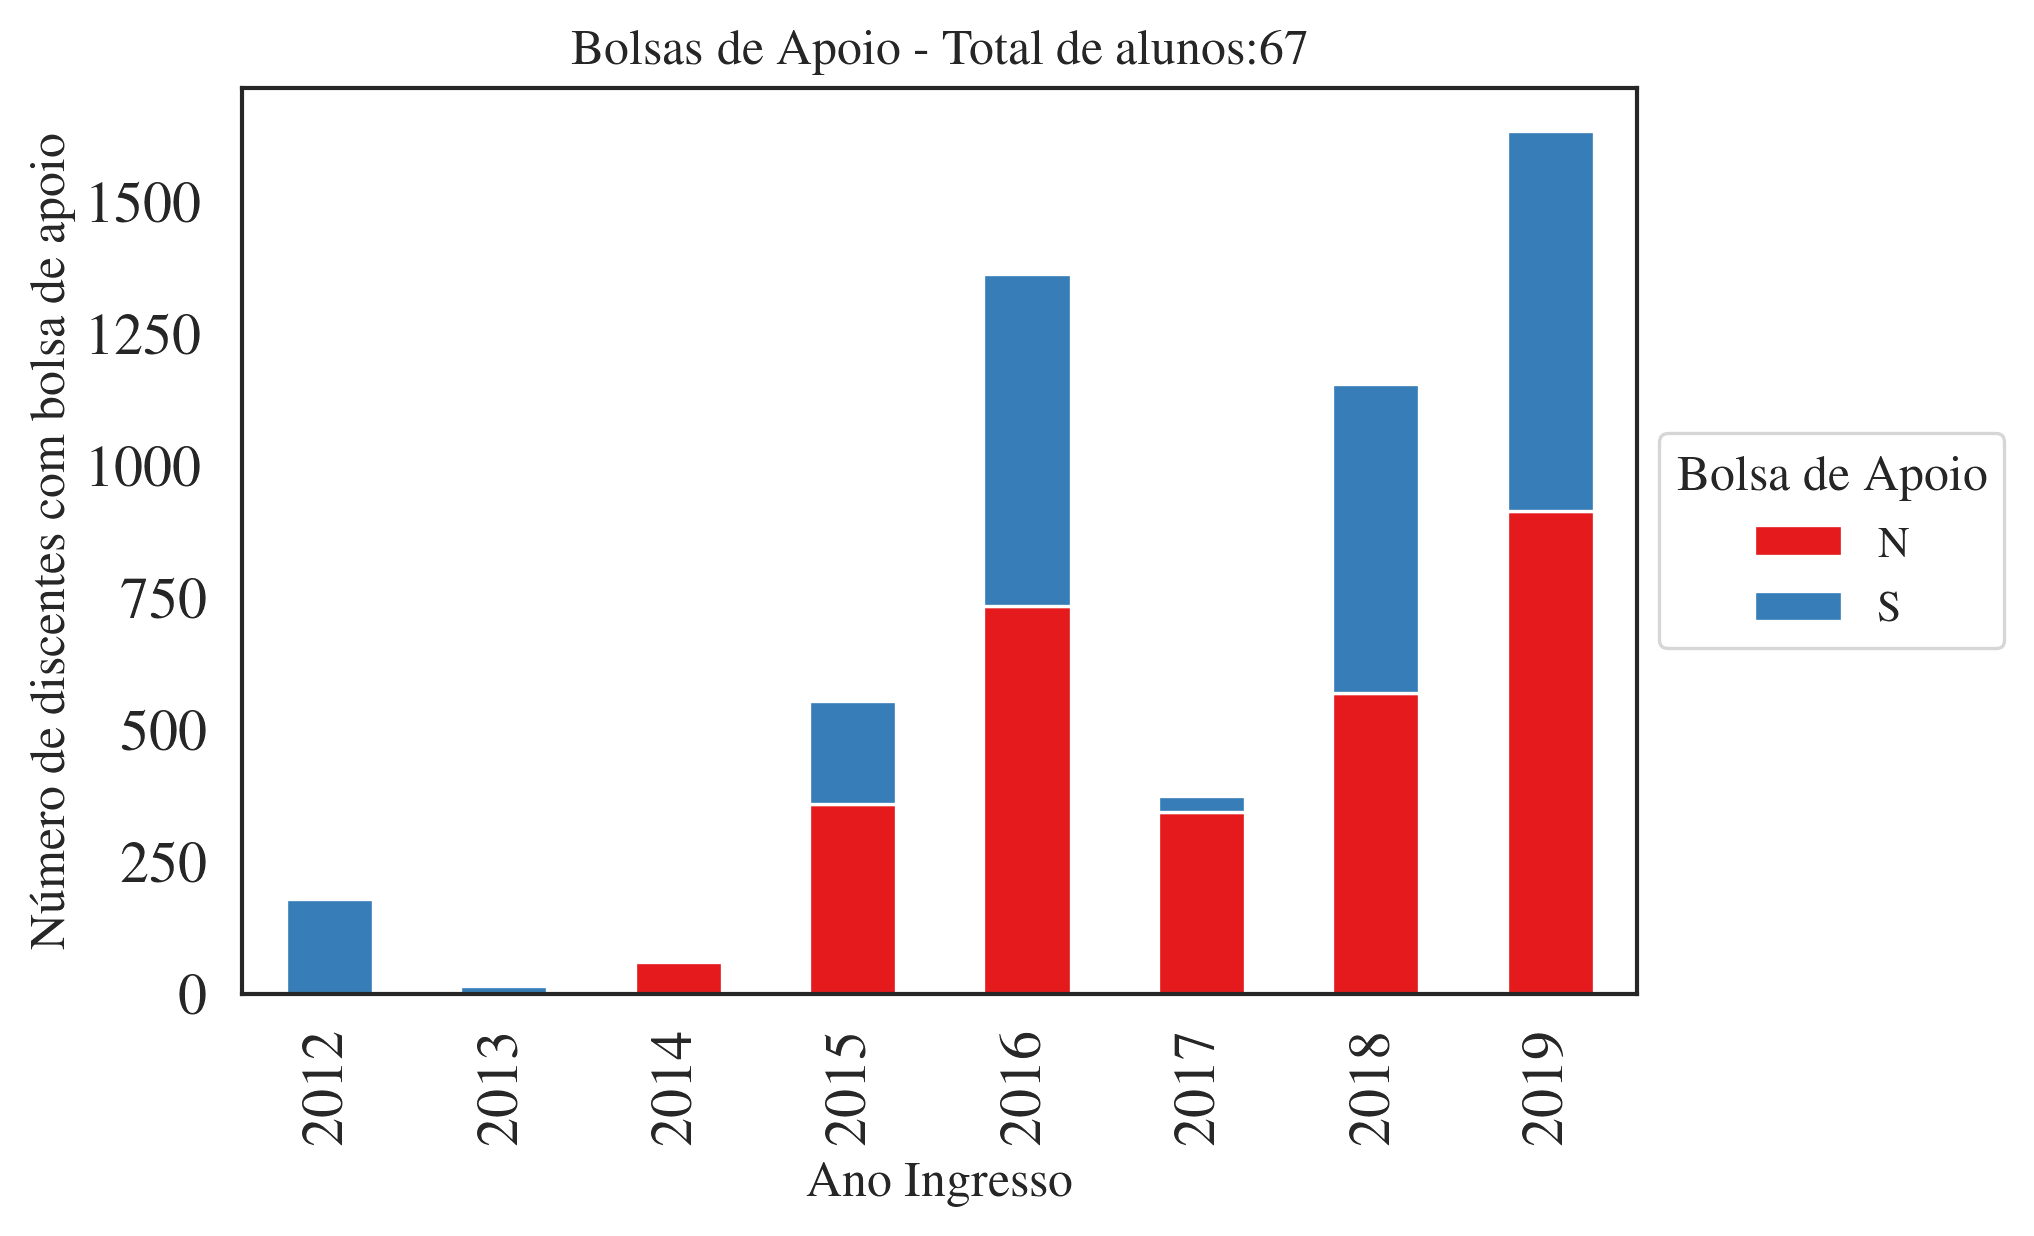 Bolsas de Apoio - Total de alunos:67
Número de discentes com bolsa de apoio
1500
1250
1000
750
500
250
0
2012
2013
2014
2015
2016
2017
2018
2019
Ano Ingresso
Bolsa de Apoio
N
S